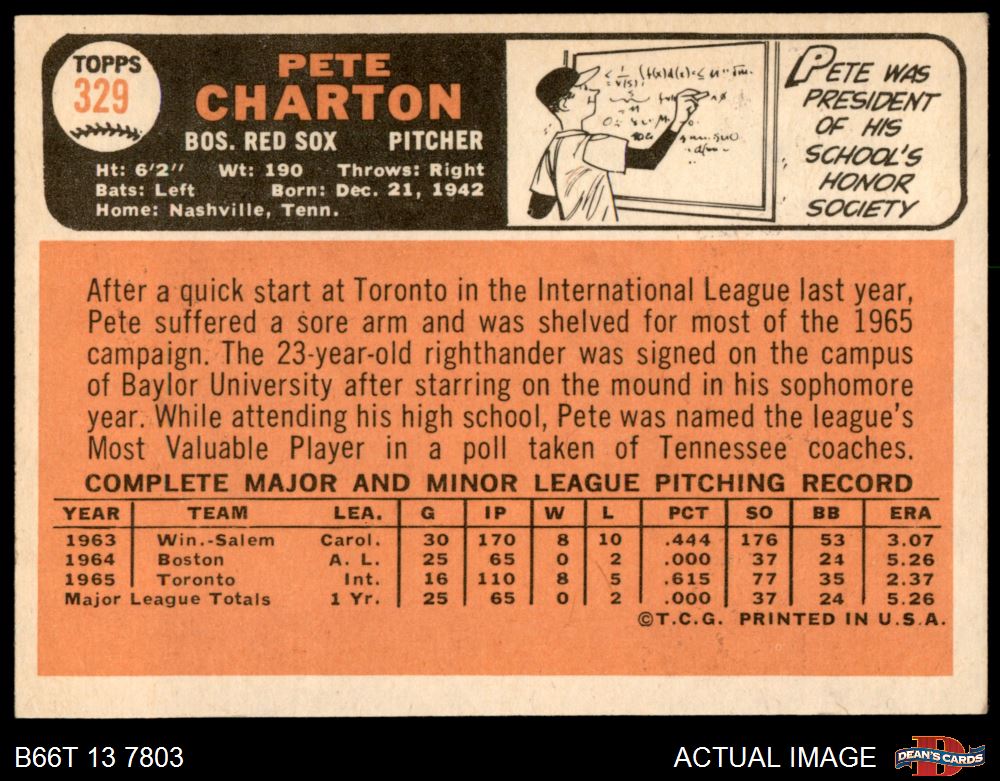 TOPPS
329
PETE
CHARTON
BOS. RED SOX PITCHER
Ht: 6'2" Wt: 190 Throws: Right
Bats: Left Born: Dec. 21, 1942
Home: Nashville, Tenn.
PETE WAS
PRESIDENT
OF HIS
SCHOOL'S
HONOR
SOCIETY
After a quick start at Toronto in the International League last year,
Pete suffered a sore arm and was shelved for most of the 1965
campaign. The 23-year-old righthander was signed on the campus
of Baylor University after starring on the mound in his sophomore
year. While attending his high school, Pete was named the league's
Most Valuable Player in a poll taken of Tennessee coaches.
COMPLETE MAJOR AND MINOR LEAGUE PITCHING RECORD
YEAR TEAM LEA. G IP W L PCT SO BB ERA
1963 Win.-Salem Carol. 30 170 8 10 .444 176 53 3.07
1964 Boston A. L. 25 65 0 2 .000 37 24 5.26
1965 Toronto Int. 16 110 8 5 .615 77 35 2.37
Major League Totals 1 Yr. 25 65 0 2 .000 37 24 5.26
©T.C.G. PRINTED IN U.S.A.
B66T 13 7803
ACTUAL IMAGE
DEAN'S CARDS